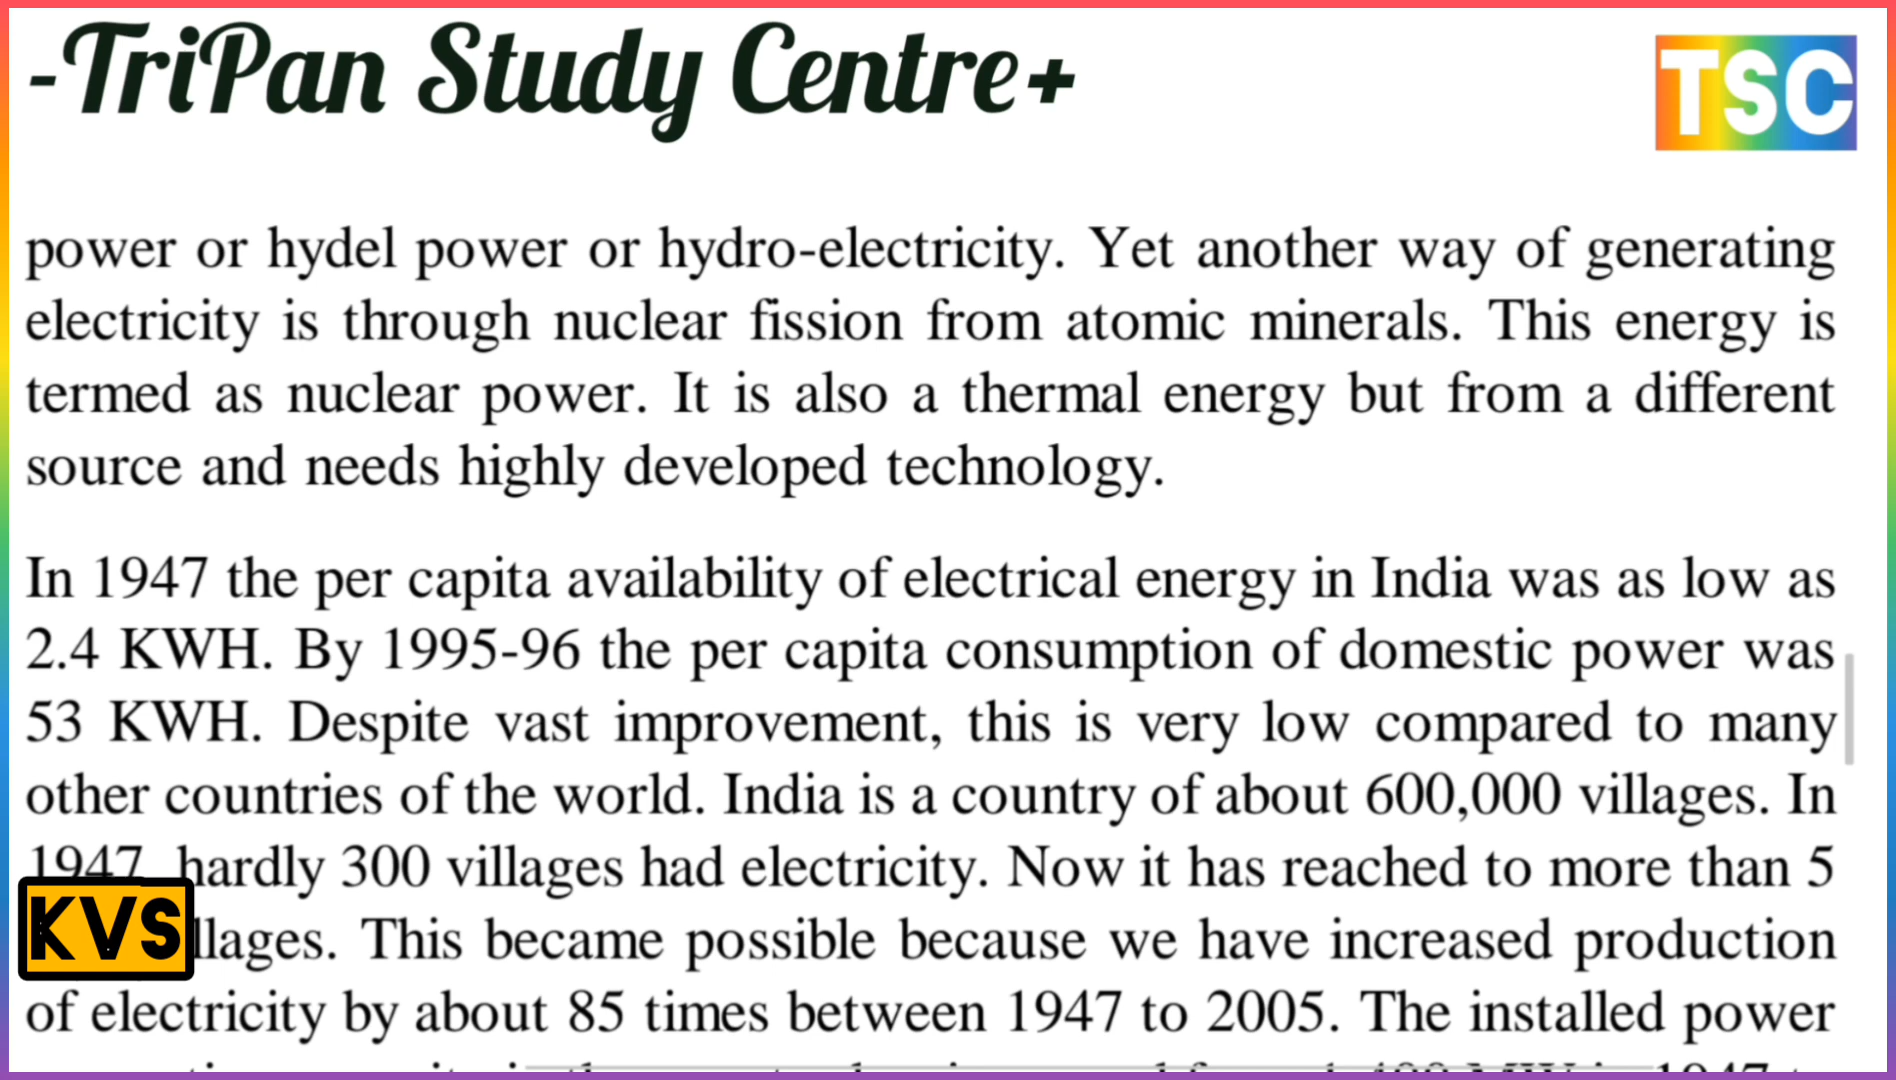 -TriPan Study Centre+
TSC
power or hydel power or hydro-electricity. Yet another way of generating
electricity is through nuclear fission from atomic minerals. This energy is
termed as nuclear power. It is also a thermal energy but from a different
source and needs highly developed technology.
In 1947 the per capita availability of electrical energy in India was as low as
2.4 KWH. By 1995-96 the per capita consumption of domestic power was
53 KWH. Despite vast improvement, this is very low compared to many
other countries of the world. India is a country of about 600,000 villages. In
1947 hardly 300 villages had electricity. Now it has reached to more than 5
KVS
This became possible because we have increased production
of electricity by about 85 times between 1947 to 2005. The installed power